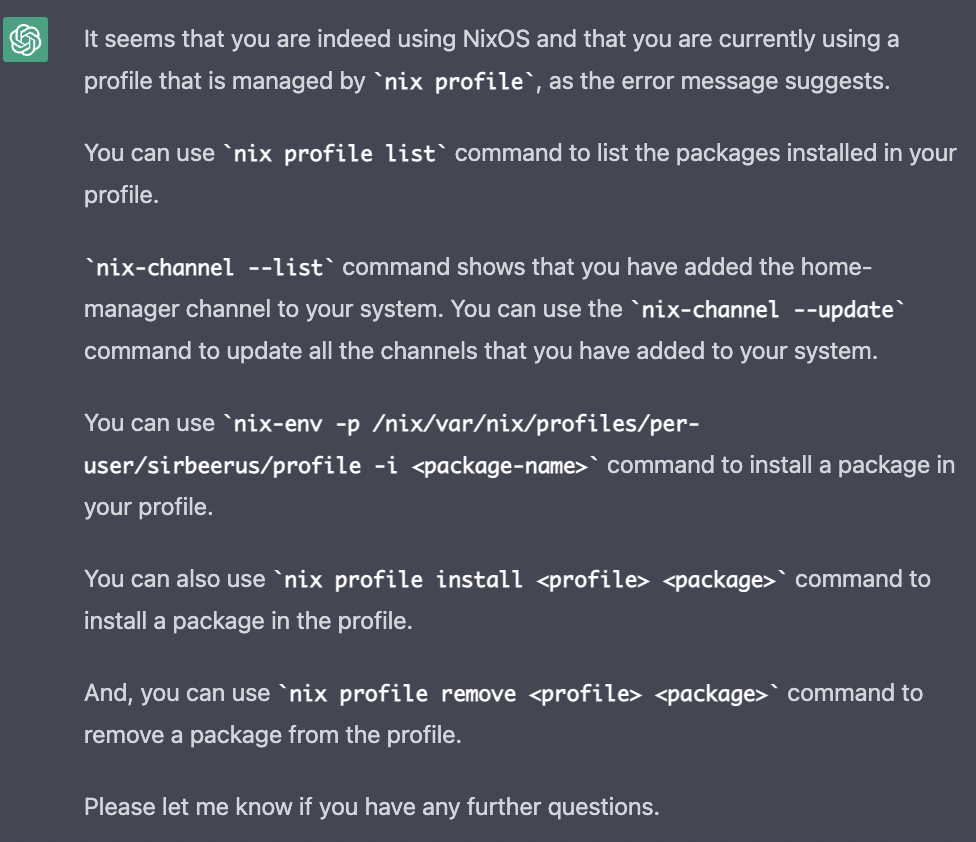 It seems that you are indeed using NixOS and that you are currently using a
profile that is managed by `nix profile`, as the error message suggests.
You can use `nix profile list` command to list the packages installed in your
profile.
`nix-channel --list` command shows that you have added the home-
manager channel to your system. You can use the `nix-channel --update`
command to update all the channels that you have added to your system.
You can use `nix-env -p /nix/var/nix/profiles/per-
user/sirbeerus/profile -i <package-name>` command to install a package in
your profile.
You can also use `nix profile install <profile> <package>` command to
install a package in the profile.
And, you can use `nix profile remove <profile> <package>` command to
remove a package from the profile.
Please let me know if you have any further questions.